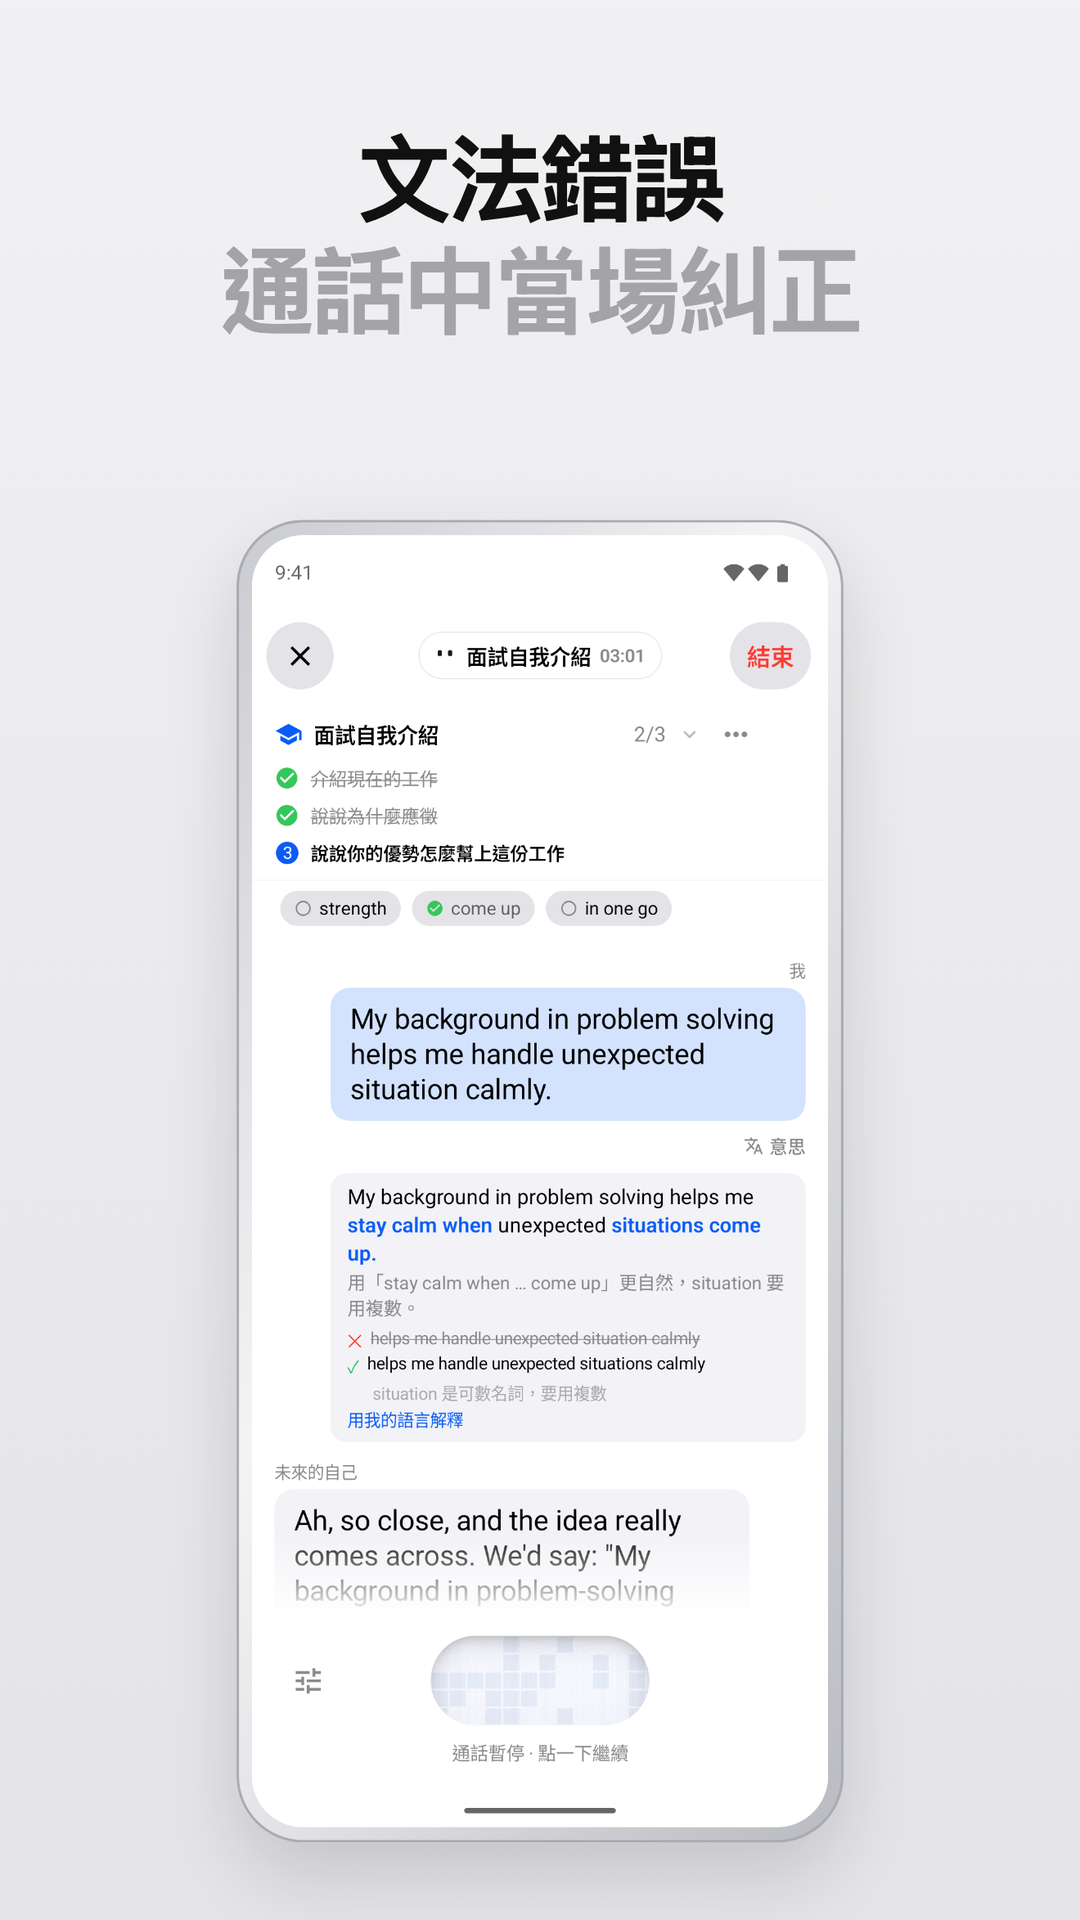 文法錯誤
通話中當場糾正
9:41
面試自我介紹 03:01
結束
面試自我介紹 2/3
介紹現在的工作
說說為什麼應徵
3 說說你的優勢怎麼幫上這份工作
strength come up in one go
我
My background in problem solving
helps me handle unexpected
situation calmly.
意思
My background in problem solving helps me
stay calm when unexpected situations come
up.
用「stay calm when ... come up」更自然，situation 要
用複數。
helps me handle unexpected situation calmly
helps me handle unexpected situations calmly
situation 是可數名詞，要用複數
用我的語言解釋
未來的自己
Ah, so close, and the idea really
comes across. We'd say: "My
background in problem-solving
通話暫停 · 點一下繼續